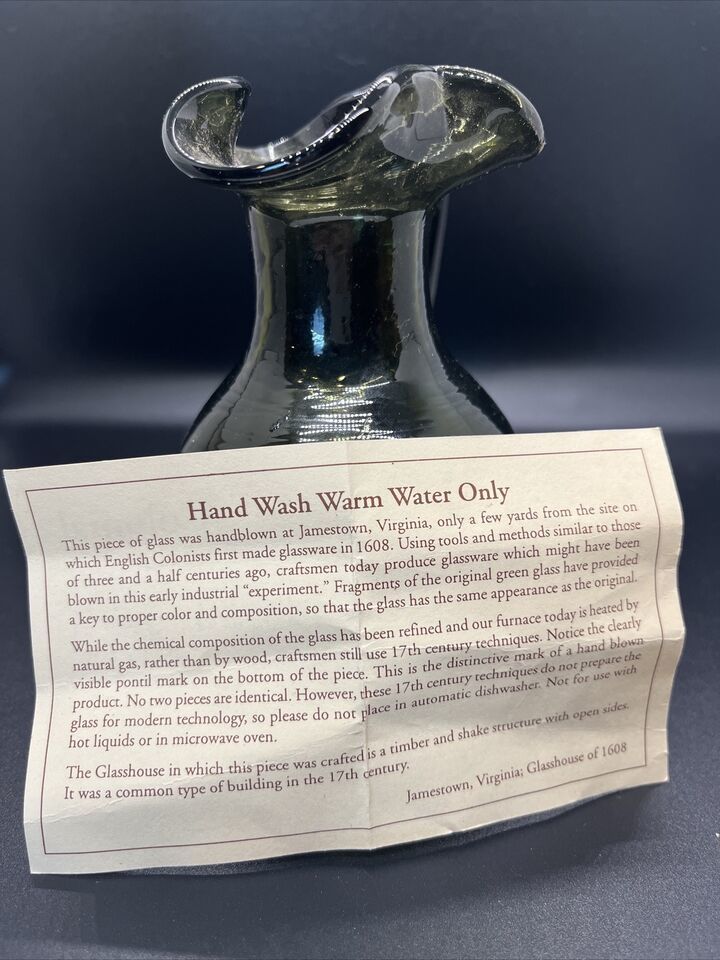 Hand Wash Warm Water Only
This piece of glass was handblown at Jamestown, Virginia, only a few yards from the site on
which English Colonists first made glassware in 1608. Using tools and methods similar to those
of three and a half centuries ago, craftsmen today produce glassware which might have been
blown in this early industrial “experiment.” Fragments of the original green glass have provided
a key to proper color and composition, so that the glass has the same appearance as the original.
While the chemical composition of the glass has been refined and our furnace today is heated by
natural gas, rather than by wood, craftsmen still use 17th century techniques. Notice the clearly
visible pontil mark on the bottom of the piece. This is the distinctive mark of a hand blown
product. No two pieces are identical. However, these 17th century techniques do not prepare the
glass for modern technology, so please do not place in automatic dishwasher. Not for use with
hot liquids or in microwave oven.
The Glasshouse in which this piece was crafted is a timber and shake structure with open sides.
It was a common type of building in the 17th century.
Jamestown, Virginia; Glasshouse of 1608